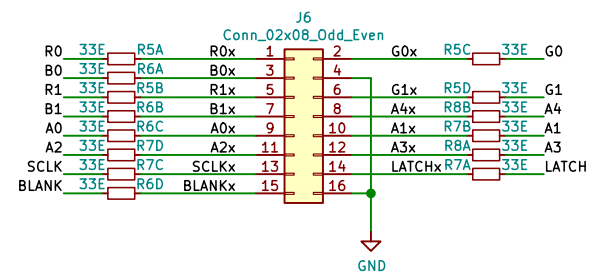 J6
Conn_02x08_Odd_Even
R0 33E R5A R0x 1 2 G0x R5C 33E G0
B0 33E R6A B0x 3 4
R1 33E R5B R1x 5 6 G1x R5D 33E G1
B1 33E R6B B1x 7 8 A4x R8B 33E A4
A0 33E R6C A0x 9 10 A1x R7B 33E A1
A2 33E R7D A2x 11 12 A3x R8A 33E A3
SCLK 33E R7C SCLKx 13 14 LATCHx R7A 33E LATCH
BLANK 33E R6D BLANKx 15 16
GND